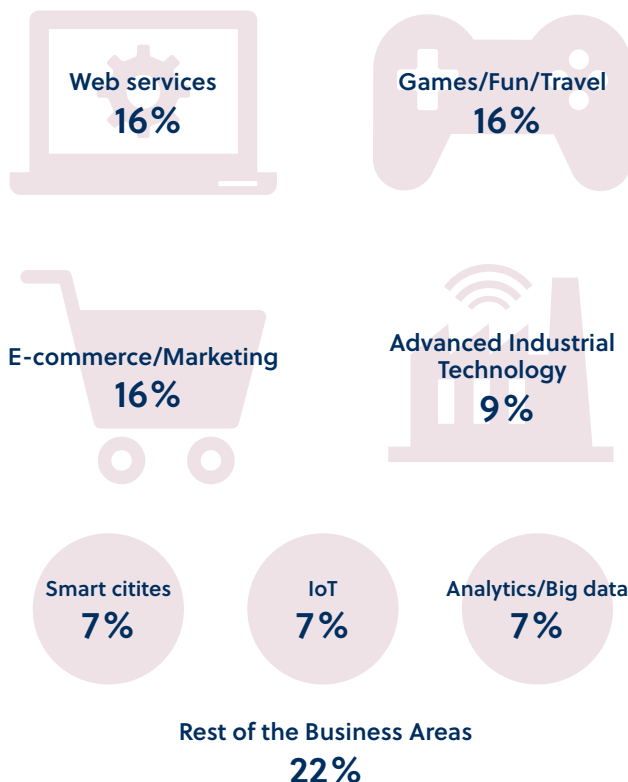 Web services
16%
Games/Fun/Travel
16%
E-commerce/Marketing
16%
Advanced Industrial
Technology
9%
Smart citites
7%
IoT
7%
Analytics/Big data
7%
Rest of the Business Areas
22%